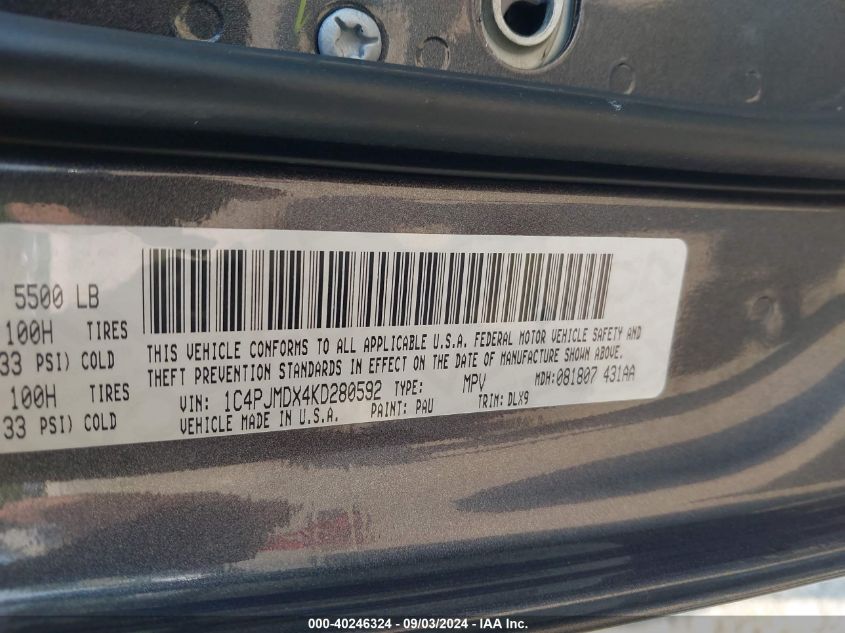 5500 LB
100H TIRES
33 PSI) COLD
100H TIRES
33 PSI) COLD
THIS VEHICLE CONFORMS TO ALL APPLICABLE U.S.A. FEDERAL MOTOR VEHICLE SAFETY AND
THEFT PREVENTION STANDARDS IN EFFECT ON THE DATE OF MANUFACTURE SHOWN ABOVE.
VIN: 1C4PJMDX4KD280592 TYPE: MPV MDH:081807 431AA
VEHICLE MADE IN U.S.A. PAINT: PAU TRIM:DLX9
000-40246324 - 09/03/2024 - IAA Inc.